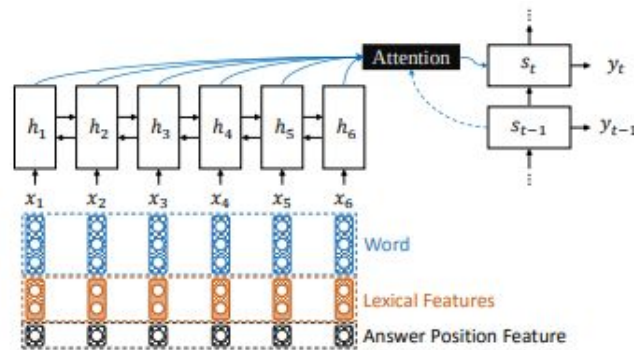 Attention
s_t
y_t
h_1 h_2 h_3 h_4 h_5 h_6
s_{t-1}
y_{t-1}
x_1 x_2 x_3 x_4 x_5 x_6
Word
Lexical Features
Answer Position Feature